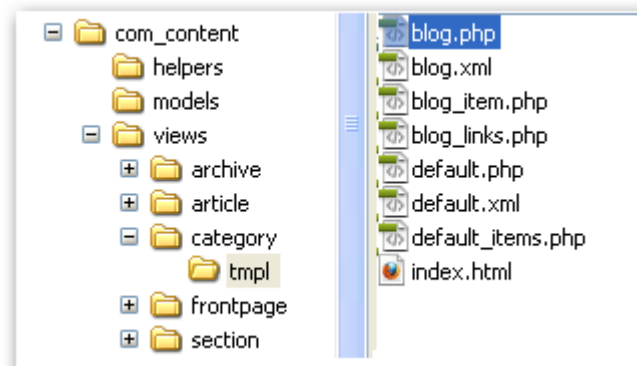 com_content
helpers
models
views
archive
article
category
tmpl
frontpage
section
blog.php
blog.xml
blog_item.php
blog_links.php
default.php
default.xml
default_items.php
index.html